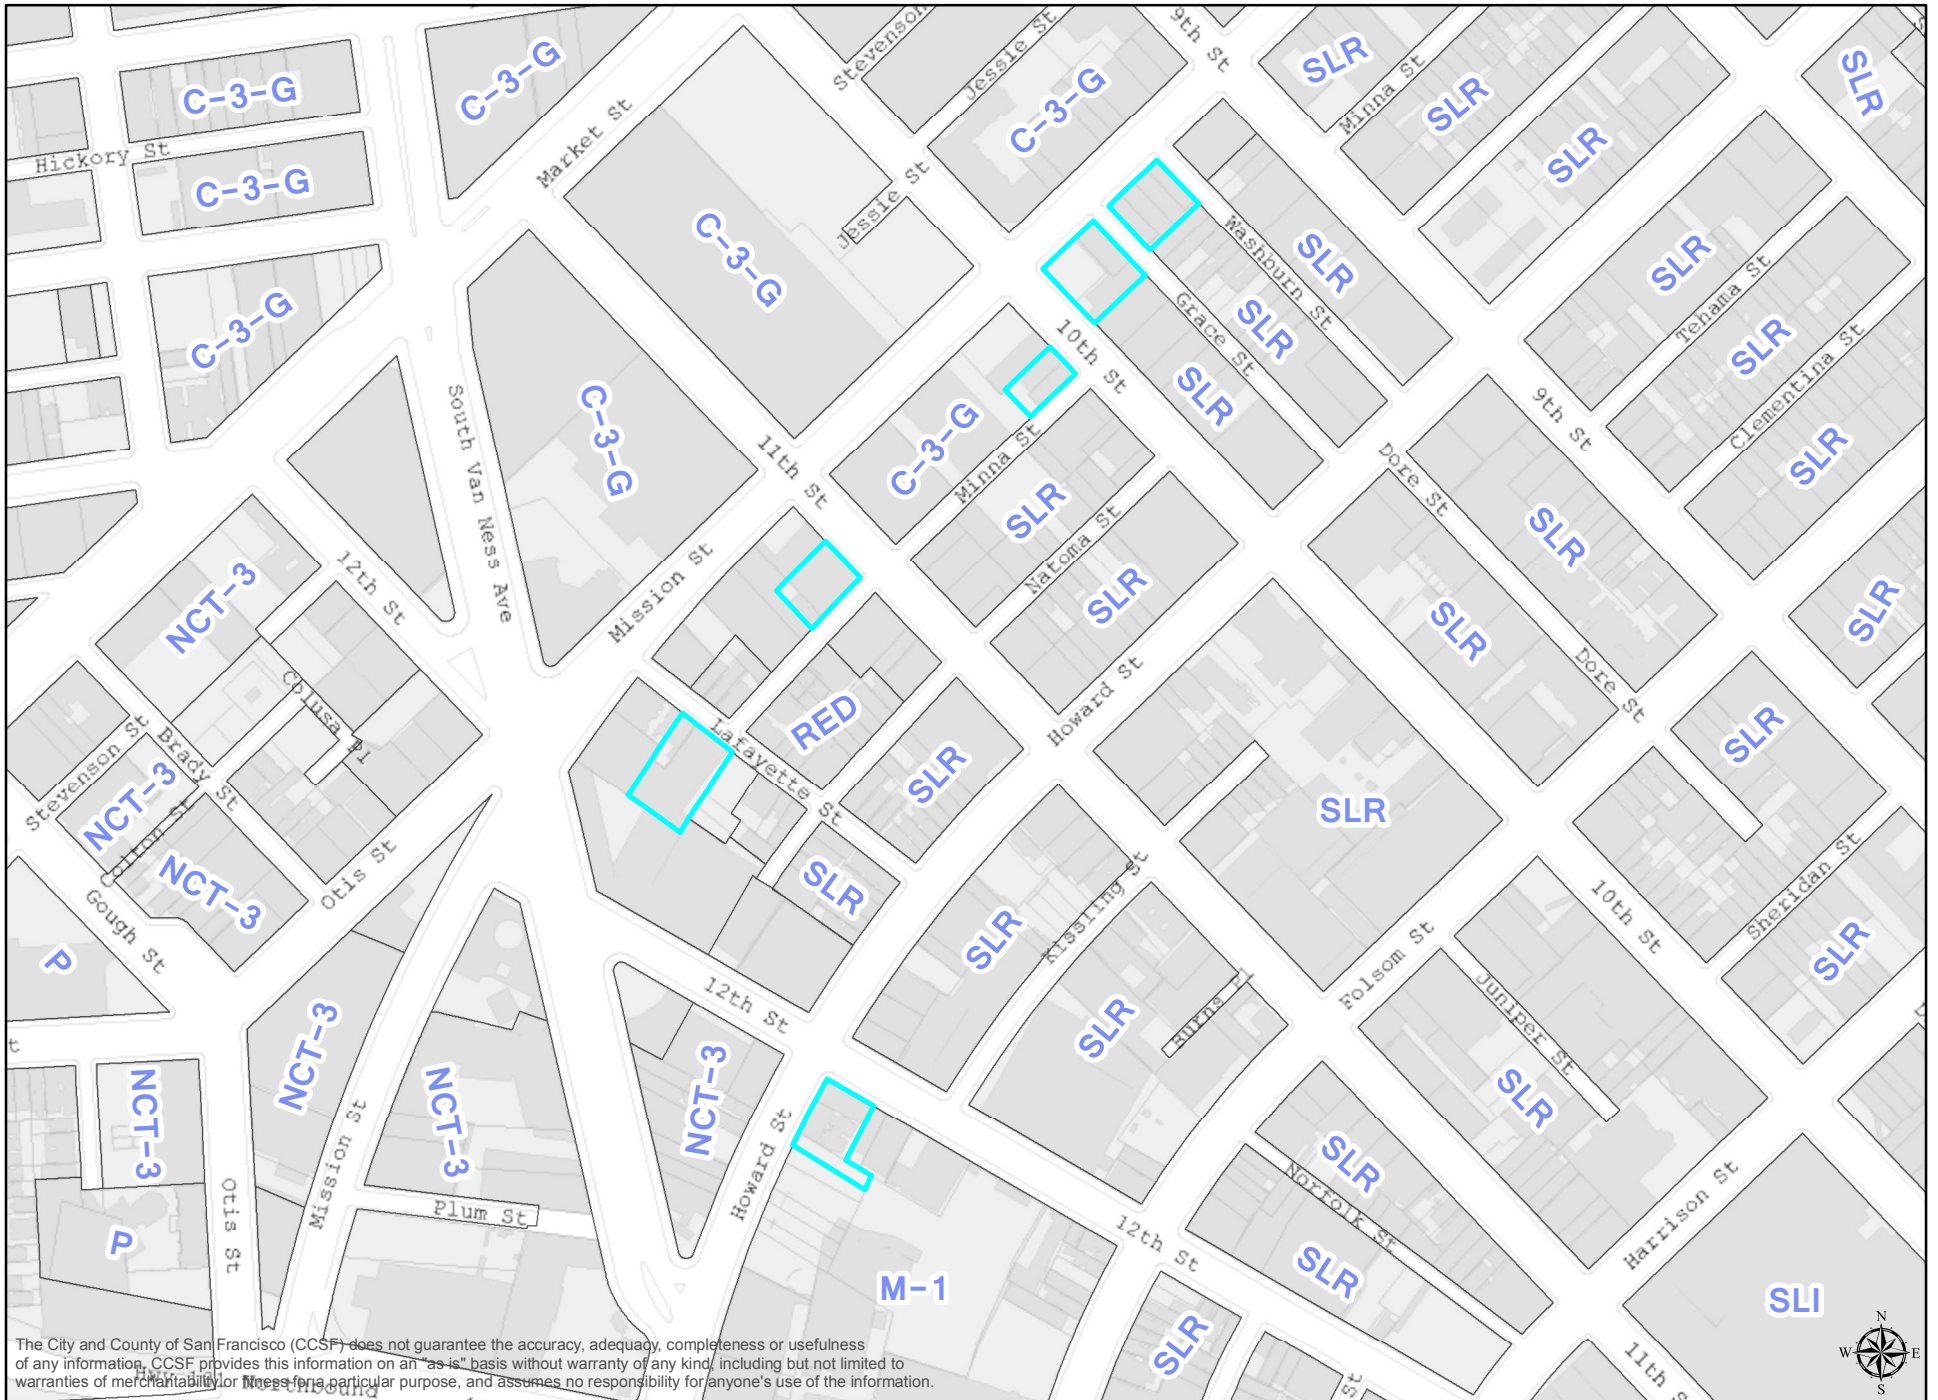 9th St
Stevenson
Jessie St
C-3-G
C-3-G
SLR
SLR
Minna St
SLR
C-3-G
Market St
Hickory St
C-3-G
SLR
Jessie St
C-3-G
Washburn St
SLR
SLR
Tehama St
C-3-G
Grace St
SLR
SLR
Clementina St
10th St
SLR
9th St
South Van Ness Ave
C-3-G
11th St
C-3-G
Minna St
SLR
Dore St
SLR
SLR
12th St
Mission St
Natoma St
SLR
NCT-3
SLR
SLR
Colusa Pl
Dore St
Howard St
RED
Lafayette St
SLR
SLR
Stevenson St
Brady St
NCT-3
Colton St
NCT-3
Otis St
Gough St
P
SLR
SLR
Kissling St
10th St
Sheridan St
SLR
Folsom St
Juniper St
12th St
SLR
Burns Pl
NCT-3
NCT-3
NCT-3
NCT-3
SLR
Mission St
Howard St
Plum St
Otis St
P
SLR
Norfolk St
Harrison St
12th St
SLR
M-1
SLI
SLR
11th S
St
N
W
E
S
The City and County of San Francisco (CCSF) does not guarantee the accuracy, adequacy, completeness or usefulness
of any information. CCSF provides this information on an "as is" basis without warranty of any kind, including but not limited to
warranties of merchantability or fitness for a particular purpose, and assumes no responsibility for anyone's use of the information.
Northbound